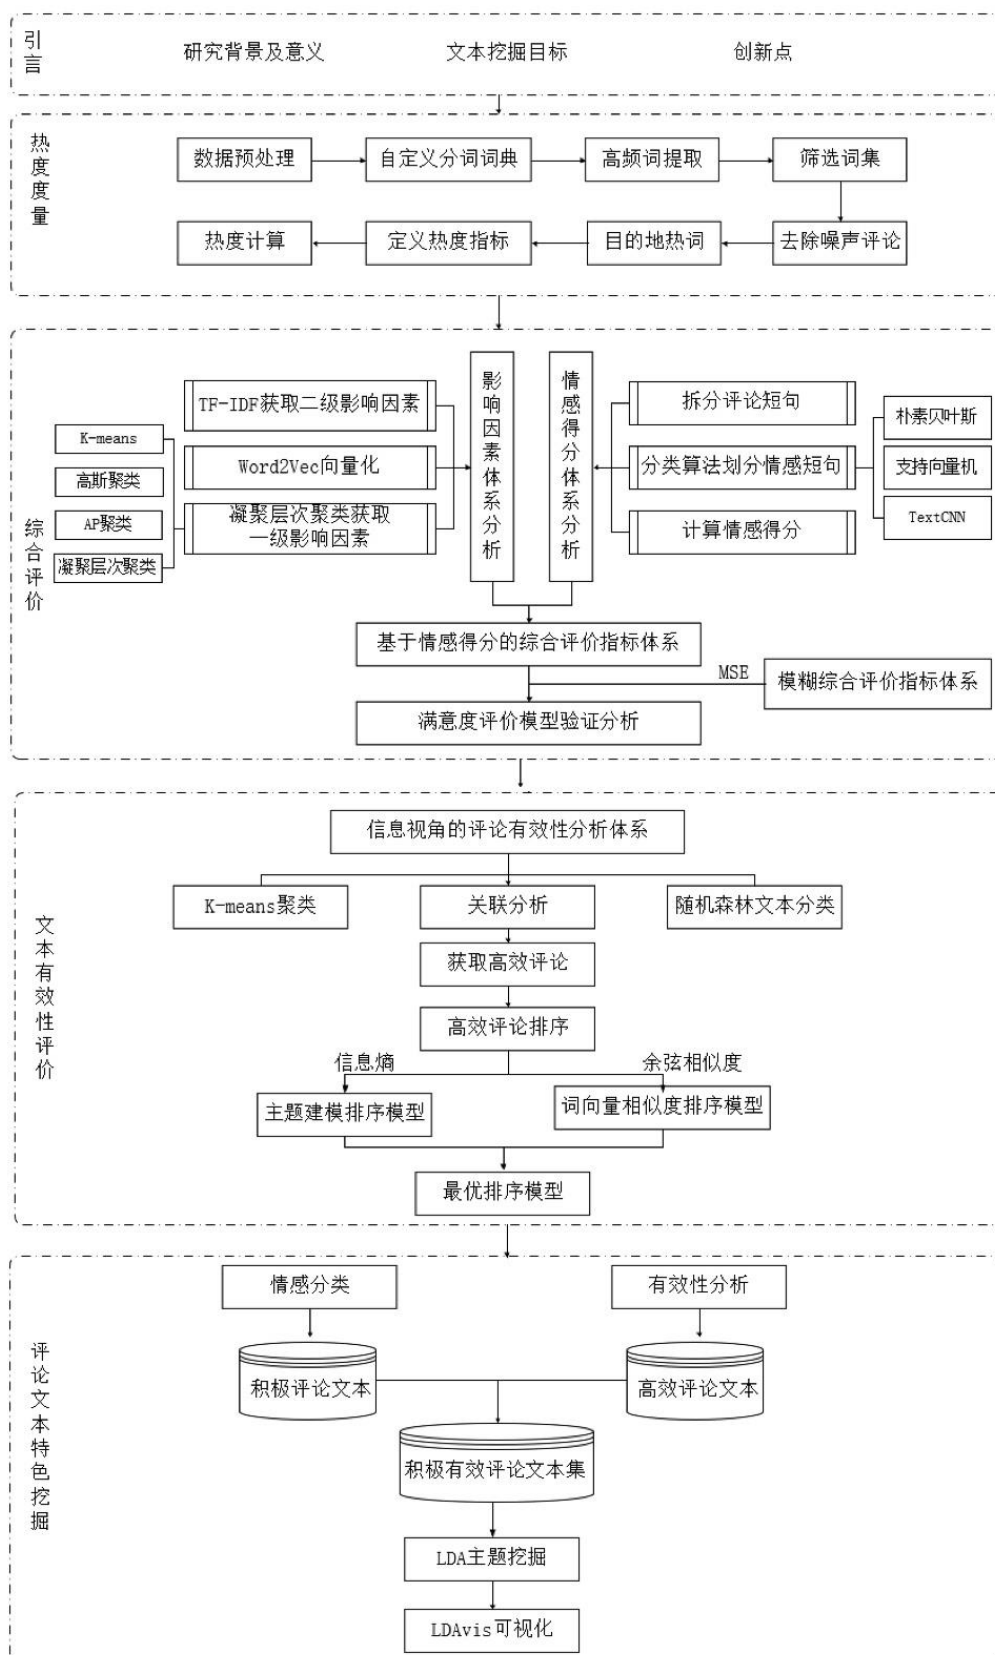 引言
研究背景及意义
文本挖掘目标
创新点
热度度量
数据预处理
自定义分词词典
高频词提取
筛选词集
热度计算
定义热度指标
目的地热词
去除噪声评论
综合评价
K-means
高斯聚类
AP聚类
凝聚层次聚类
TF-IDF获取二级影响因素
Word2Vec向量化
凝聚层次聚类获取
一级影响因素
影响因素体系分析
情感得分体系分析
拆分评论短句
分类算法划分情感短句
计算情感得分
朴素贝叶斯
支持向量机
TextCNN
基于情感得分的综合评价指标体系
MSE
模糊综合评价指标体系
满意度评价模型验证分析
文本有效性评价
信息视角的评论有效性分析体系
K-means聚类
关联分析
随机森林文本分类
获取高效评论
高效评论排序
信息熵
余弦相似度
主题建模排序模型
词向量相似度排序模型
最优排序模型
评论文本特色挖掘
情感分类
有效性分析
积极评论文本
高效评论文本
积极有效评论文本集
LDA主题挖掘
LDAvis可视化